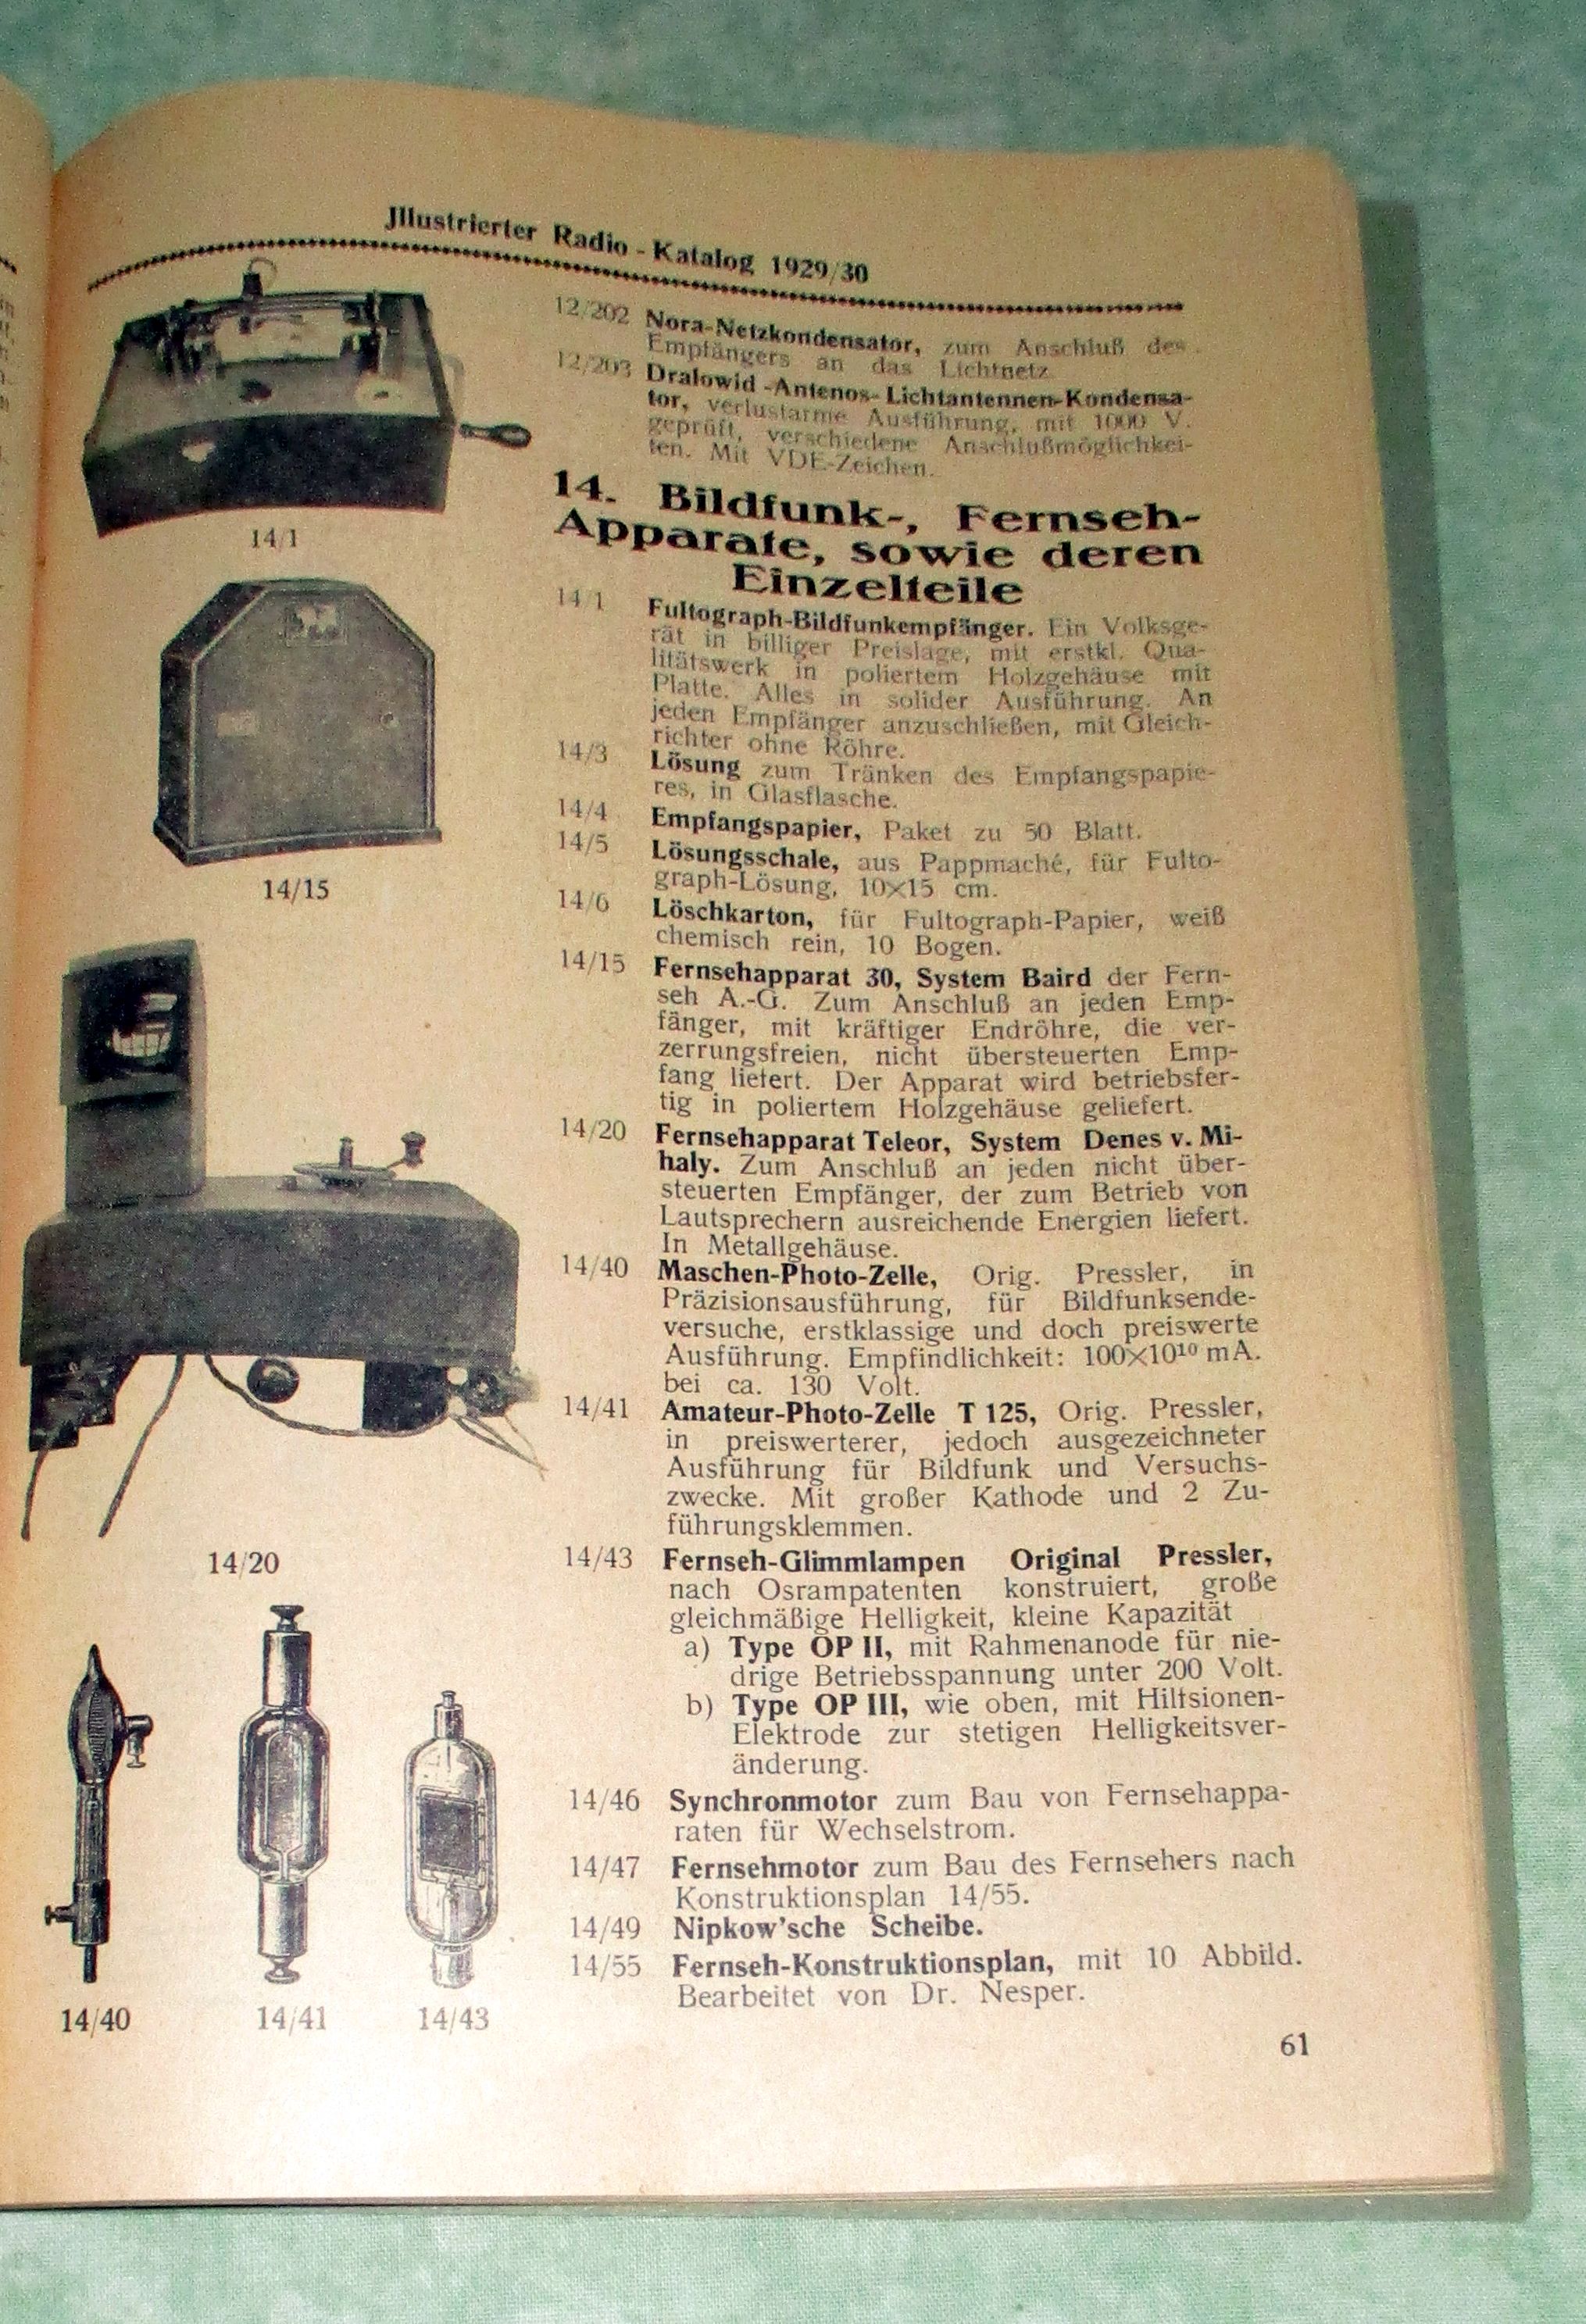 Jllustrierter Radio-Katalog 1929/30
12/202 Nora-Netzkondensator, zum Anschluß des
Empfängers an das Lichtnetz
12/203 Dralowid-Antenos-Lichtantennen-Kondensa-
tor, verlustarme Ausführung, mit 1000 V.
geprüft, verschiedene Anschlußmöglichkei-
ten. Mit VDE-Zeichen.
14. Bildfunk-, Fernseh-
Apparate, sowie deren
Einzelteile
14/1 Fultograph-Bildfunkempfänger. Ein Volksge-
rät in billiger Preislage, mit erstkl. Qua-
litätswerk in poliertem Holzgehäuse mit
Platte. Alles in solider Ausführung. An
jeden Empfänger anzuschließen, mit Gleich-
richter ohne Röhre.
14/3 Lösung zum Tränken des Empfangspapie-
res, in Glasflasche.
14/4 Empfangspapier, Paket zu 50 Blatt.
14/5 Lösungsschale, aus Pappmaché, für Fulto-
graph-Lösung, 10×15 cm.
14/6 Löschkarton, für Fultograph-Papier, weiß
chemisch rein, 10 Bogen.
14/15 Fernsehapparat 30, System Baird der Fern-
seh A.-G. Zum Anschluß an jeden Emp-
fänger, mit kräftiger Endröhre, die ver-
zerrungsfreien, nicht übersteuerten Emp-
fang liefert. Der Apparat wird betriebsfer-
tig in poliertem Holzgehäuse geliefert.
14/20 Fernsehapparat Teleor, System Denes v. Mi-
haly. Zum Anschluß an jeden nicht über-
steuerten Empfänger, der zum Betrieb von
Lautsprechern ausreichende Energien liefert.
In Metallgehäuse.
14/40 Maschen-Photo-Zelle, Orig. Pressler, in
Präzisionsausführung, für Bildfunksende-
versuche, erstklassige und doch preiswerte
Ausführung. Empfindlichkeit: 100×10¹⁰ mA.
bei ca. 130 Volt.
14/41 Amateur-Photo-Zelle T 125, Orig. Pressler,
in preiswerterer, jedoch ausgezeichneter
Ausführung für Bildfunk und Versuchs-
zwecke. Mit großer Kathode und 2 Zu-
führungsklemmen.
14/43 Fernseh-Glimmlampen Original Pressler,
nach Osrampatenten konstruiert, große
gleichmäßige Helligkeit, kleine Kapazität
a) Type OP II, mit Rahmenanode für nie-
drige Betriebsspannung unter 200 Volt.
b) Type OP III, wie oben, mit Hilfsionen-
Elektrode zur stetigen Helligkeitsver-
änderung.
14/46 Synchronmotor zum Bau von Fernsehappa-
raten für Wechselstrom.
14/47 Fernsehmotor zum Bau des Fernsehers nach
Konstruktionsplan 14/55.
14/49 Nipkow'sche Scheibe.
14/55 Fernseh-Konstruktionsplan, mit 10 Abbild.
Bearbeitet von Dr. Nesper.
14/1
14/15
14/20
14/40 14/41 14/43
61